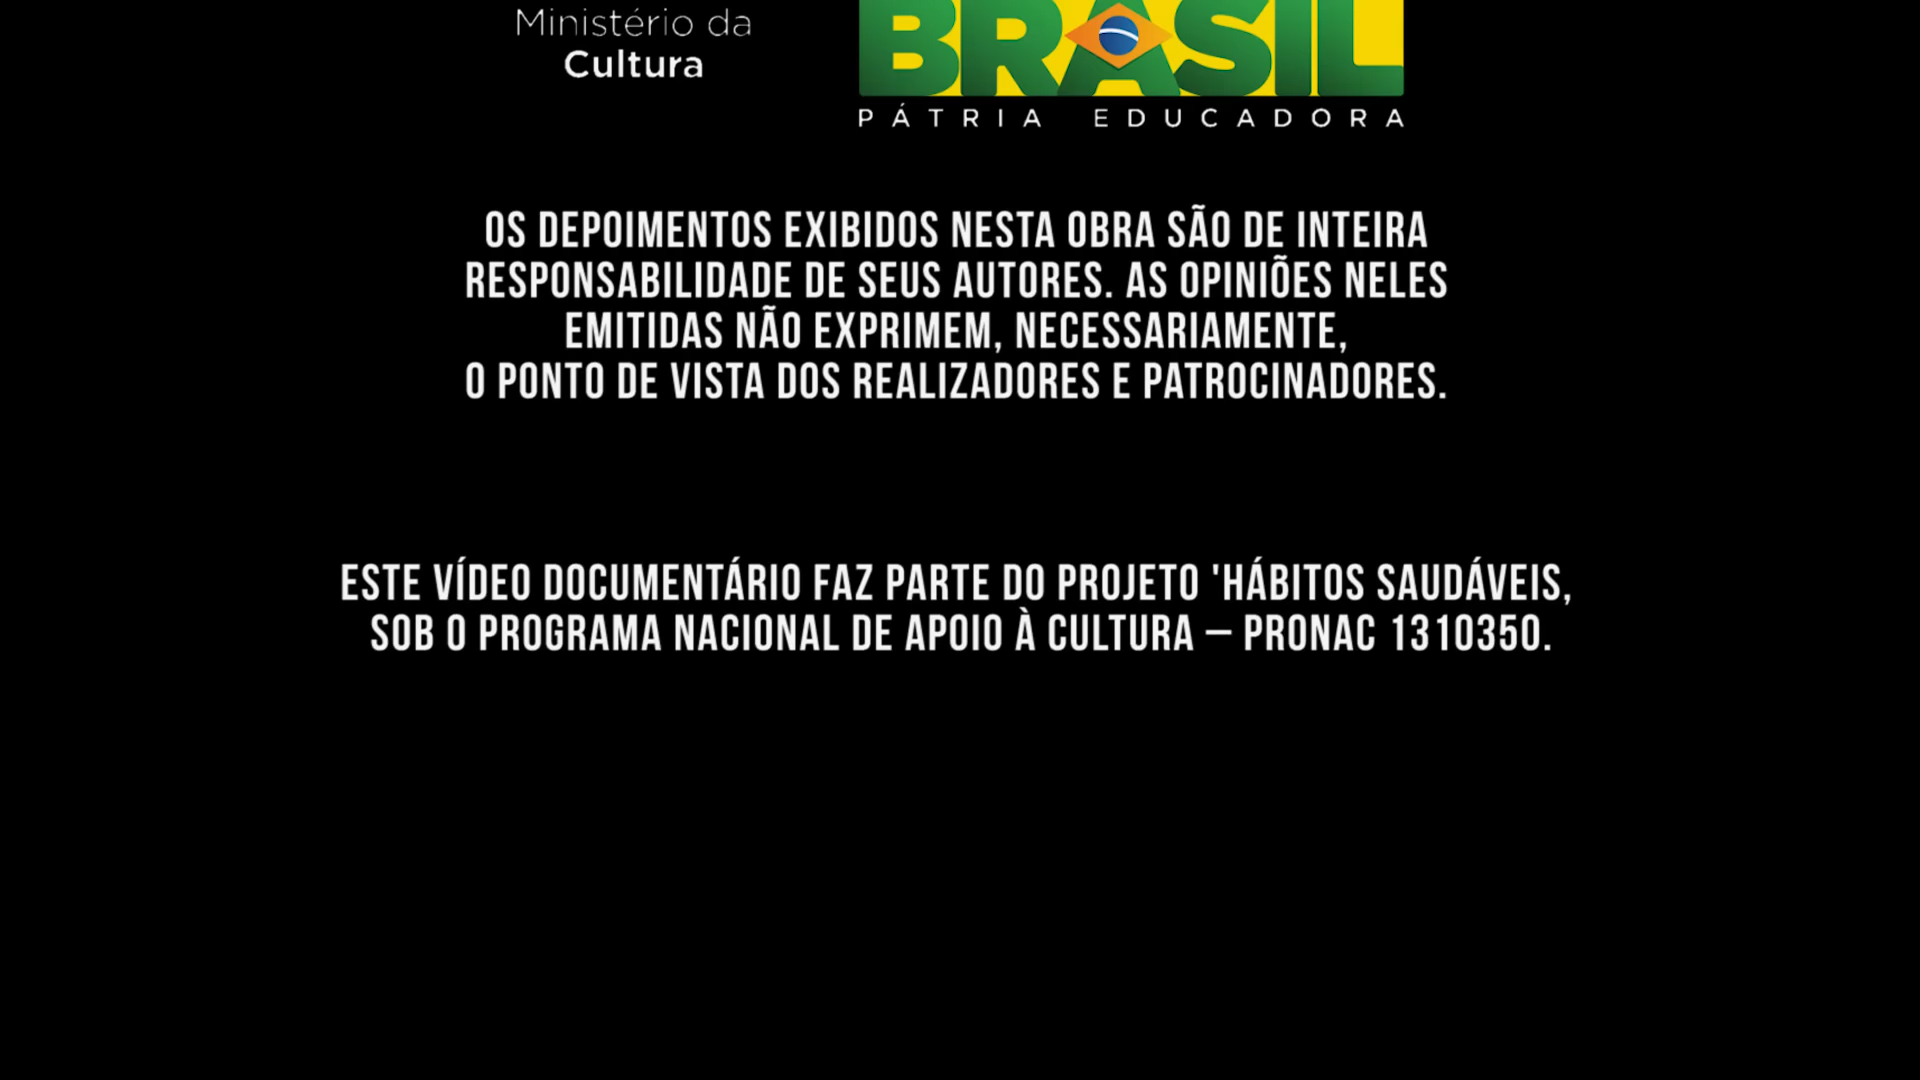 Ministério da
Cultura
BRASIL
PÁTRIA EDUCADORA
OS DEPOIMENTOS EXIBIDOS NESTA OBRA SÃO DE INTEIRA
RESPONSABILIDADE DE SEUS AUTORES. AS OPINIÕES NELES
EMITIDAS NÃO EXPRIMEM, NECESSARIAMENTE,
O PONTO DE VISTA DOS REALIZADORES E PATROCINADORES.
ESTE VÍDEO DOCUMENTÁRIO FAZ PARTE DO PROJETO 'HÁBITOS SAUDÁVEIS,
SOB O PROGRAMA NACIONAL DE APOIO À CULTURA – PRONAC 1310350.